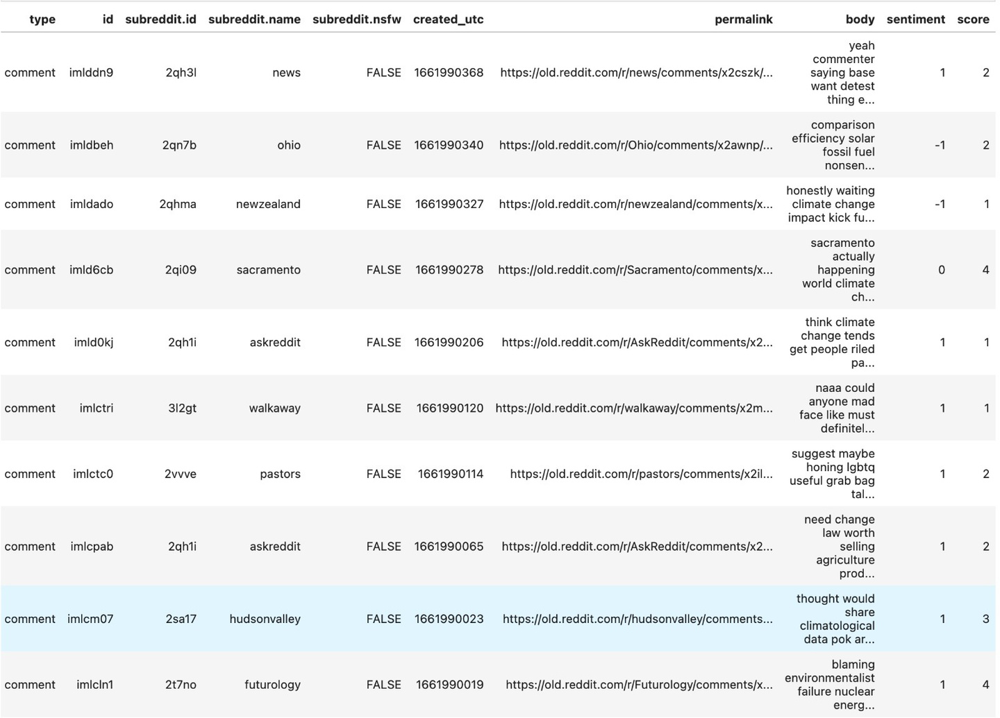 type id subreddit.id subreddit.name subreddit.nsfw created_utc permalink body sentiment score
yeah
commenter
comment imlddn9 2qh3l news FALSE 1661990368 https://old.reddit.com/r/news/comments/x2cszk/... saying base 1 2
want detest
thing e...
comparison
efficiency solar
comment imldbeh 2qn7b ohio FALSE 1661990340 https://old.reddit.com/r/Ohio/comments/x2awnp/... -1 2
fossil fuel
nonsen...
honestly waiting
comment imldado 2qhma newzealand FALSE 1661990327 https://old.reddit.com/r/newzealand/comments/x... climate change -1 1
impact kick fu...
sacramento
actually
comment imld6cb 2qi09 sacramento FALSE 1661990278 https://old.reddit.com/r/Sacramento/comments/x... happening 0 4
world climate
ch...
think climate
change tends
comment imld0kj 2qh1i askreddit FALSE 1661990206 https://old.reddit.com/r/AskReddit/comments/x2... 1 1
get people riled
pa...
naaa could
anyone mad
comment imlctri 3l2gt walkaway FALSE 1661990120 https://old.reddit.com/r/walkaway/comments/x2m... 1 1
face like must
definitel...
suggest maybe
honing lgbtq
comment imlctc0 2vvve pastors FALSE 1661990114 https://old.reddit.com/r/pastors/comments/x2il... 1 2
useful grab bag
tal...
need change
law worth
comment imlcpab 2qh1i askreddit FALSE 1661990065 https://old.reddit.com/r/AskReddit/comments/x2... selling 1 2
agriculture
prod...
thought would
share
comment imlcm07 2sa17 hudsonvalley FALSE 1661990023 https://old.reddit.com/r/hudsonvalley/comments... 1 3
climatological
data pok ar...
blaming
environmentalist
comment imlcln1 2t7no futurology FALSE 1661990019 https://old.reddit.com/r/Futurology/comments/x... 1 4
failure nuclear
energ...